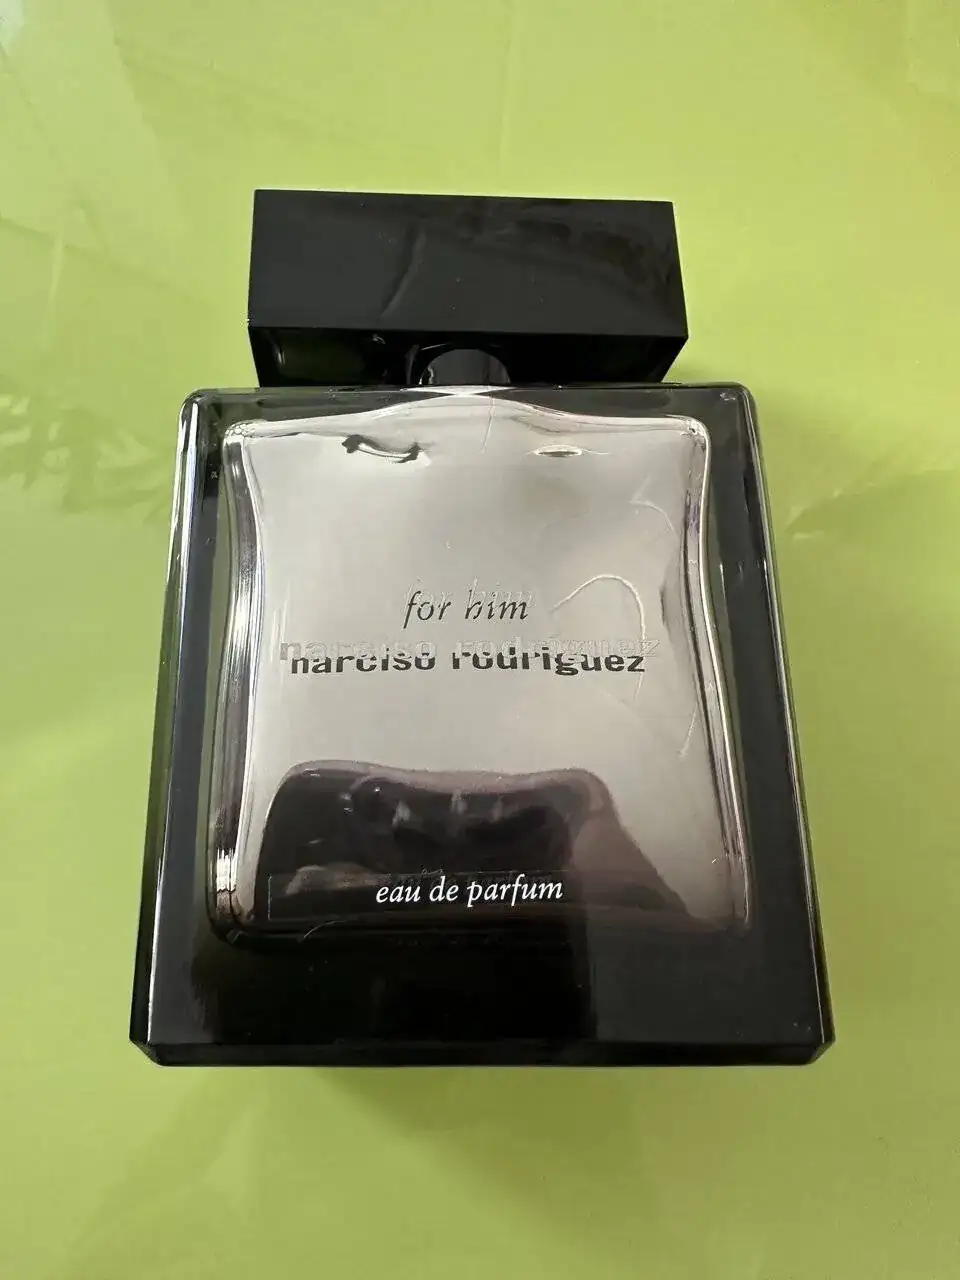 for him
narciso rodriguez
eau de parfum